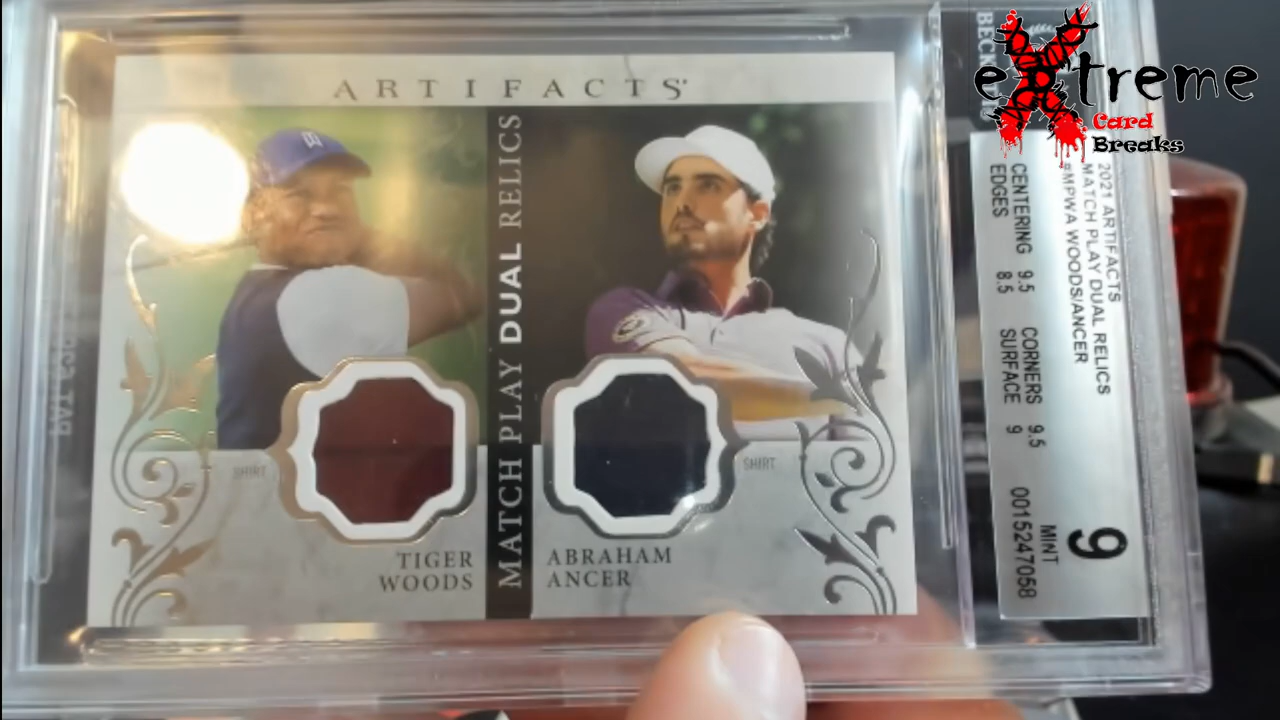 ARTIFACTS
MATCH PLAY DUAL RELICS
SHIRT
SHIRT
TIGER
WOODS
ABRAHAM
ANCER
eXtreme
Card
Breaks
2021 ARTIFACTS
MATCH PLAY DUAL RELICS
#MPWA WOODS/ANCER
CENTERING 9.5 CORNERS 9.5
EDGES 8.5 SURFACE 9
9
MINT
0015247058